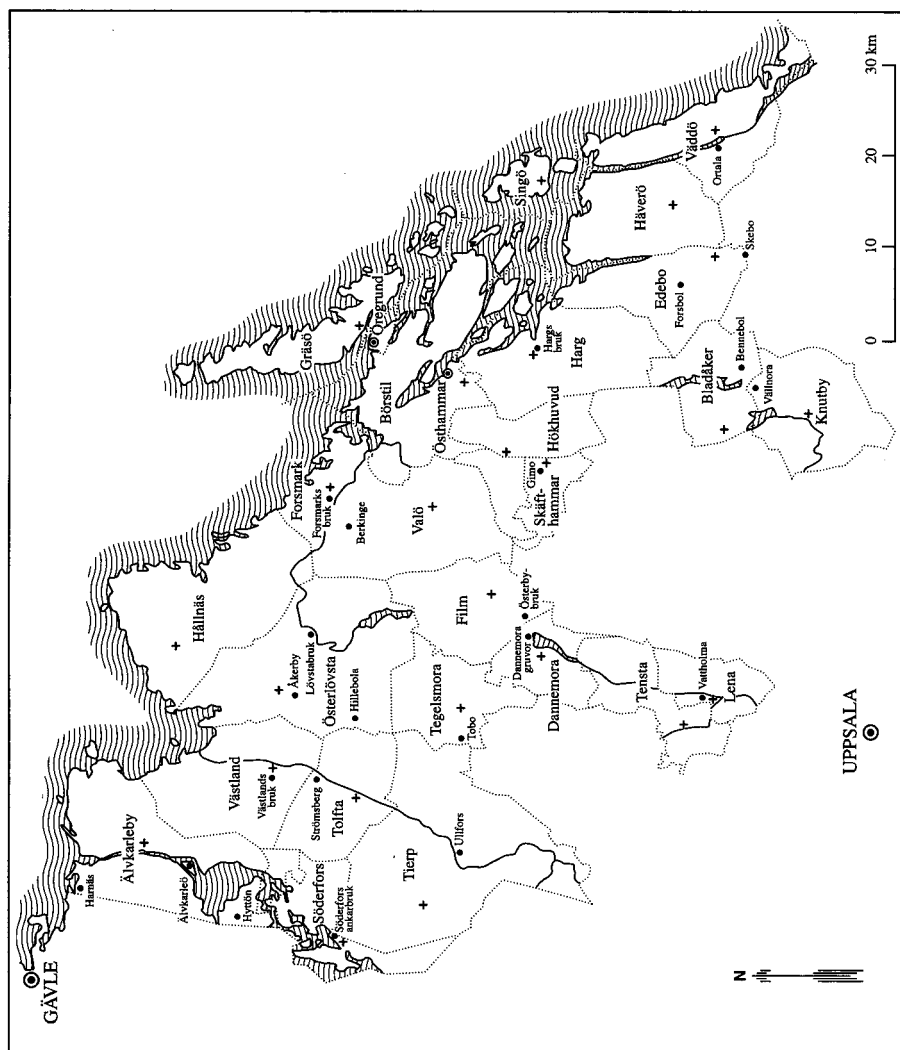 GÄVLE
Harnäs
Älvkarleby
Älvkarleö
Hyttön
Söderfors
Söderfors
ankarbruk
Västland
Västlands
bruk
Strömsberg
Tolfta
Tierp
Ullfors
Hållnäs
Åkerby
Lövstabruk
Österlövsta
Hillebola
Tegelsmora
Tobo
Film
Österby-
bruk
Dannemora
gruvor
Dannemora
Tensta
Vattholma
Lena
UPPSALA
Forsmark
Forsmarks
bruk
Berkinge
Valö
Gräsö
Öregrund
Börstil
Östhammar
Hökhuvud
Gimo
Skäft-
hammar
Singö
Hargs
bruk
Harg
Häverö
Väddö
Ortala
Edebo
Forsbol
Skebo
Bladåker
Bennebol
Vällnora
Knutby
N
0 10 20 30 km